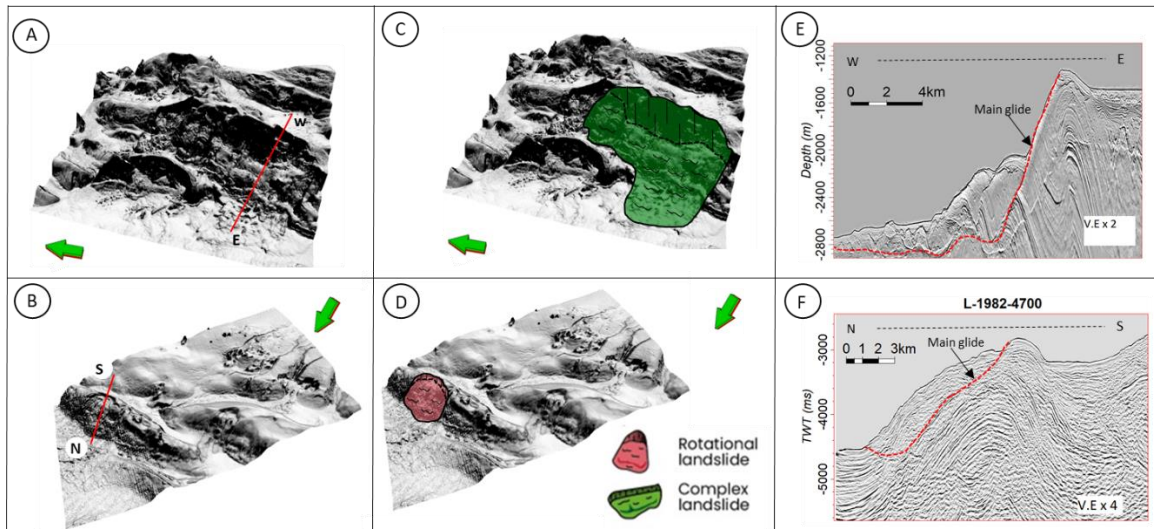 A
W
E
C
E
W
E
0 2 4km
Main glide
Depth (m)
-1200
-1600
-2000
-2400
-2800
V.E x 2
B
S
N
D
Rotational
landslide
Complex
landslide
F
L-1982-4700
N
S
0 1 2 3km
Main glide
TWT (ms)
-3000
-4000
-5000
V.E x 4